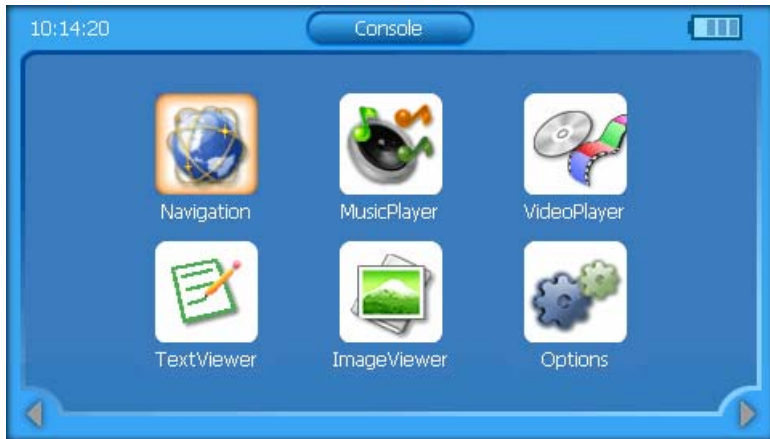 10:14:20
Console
Navigation
MusicPlayer
VideoPlayer
TextViewer
ImageViewer
Options